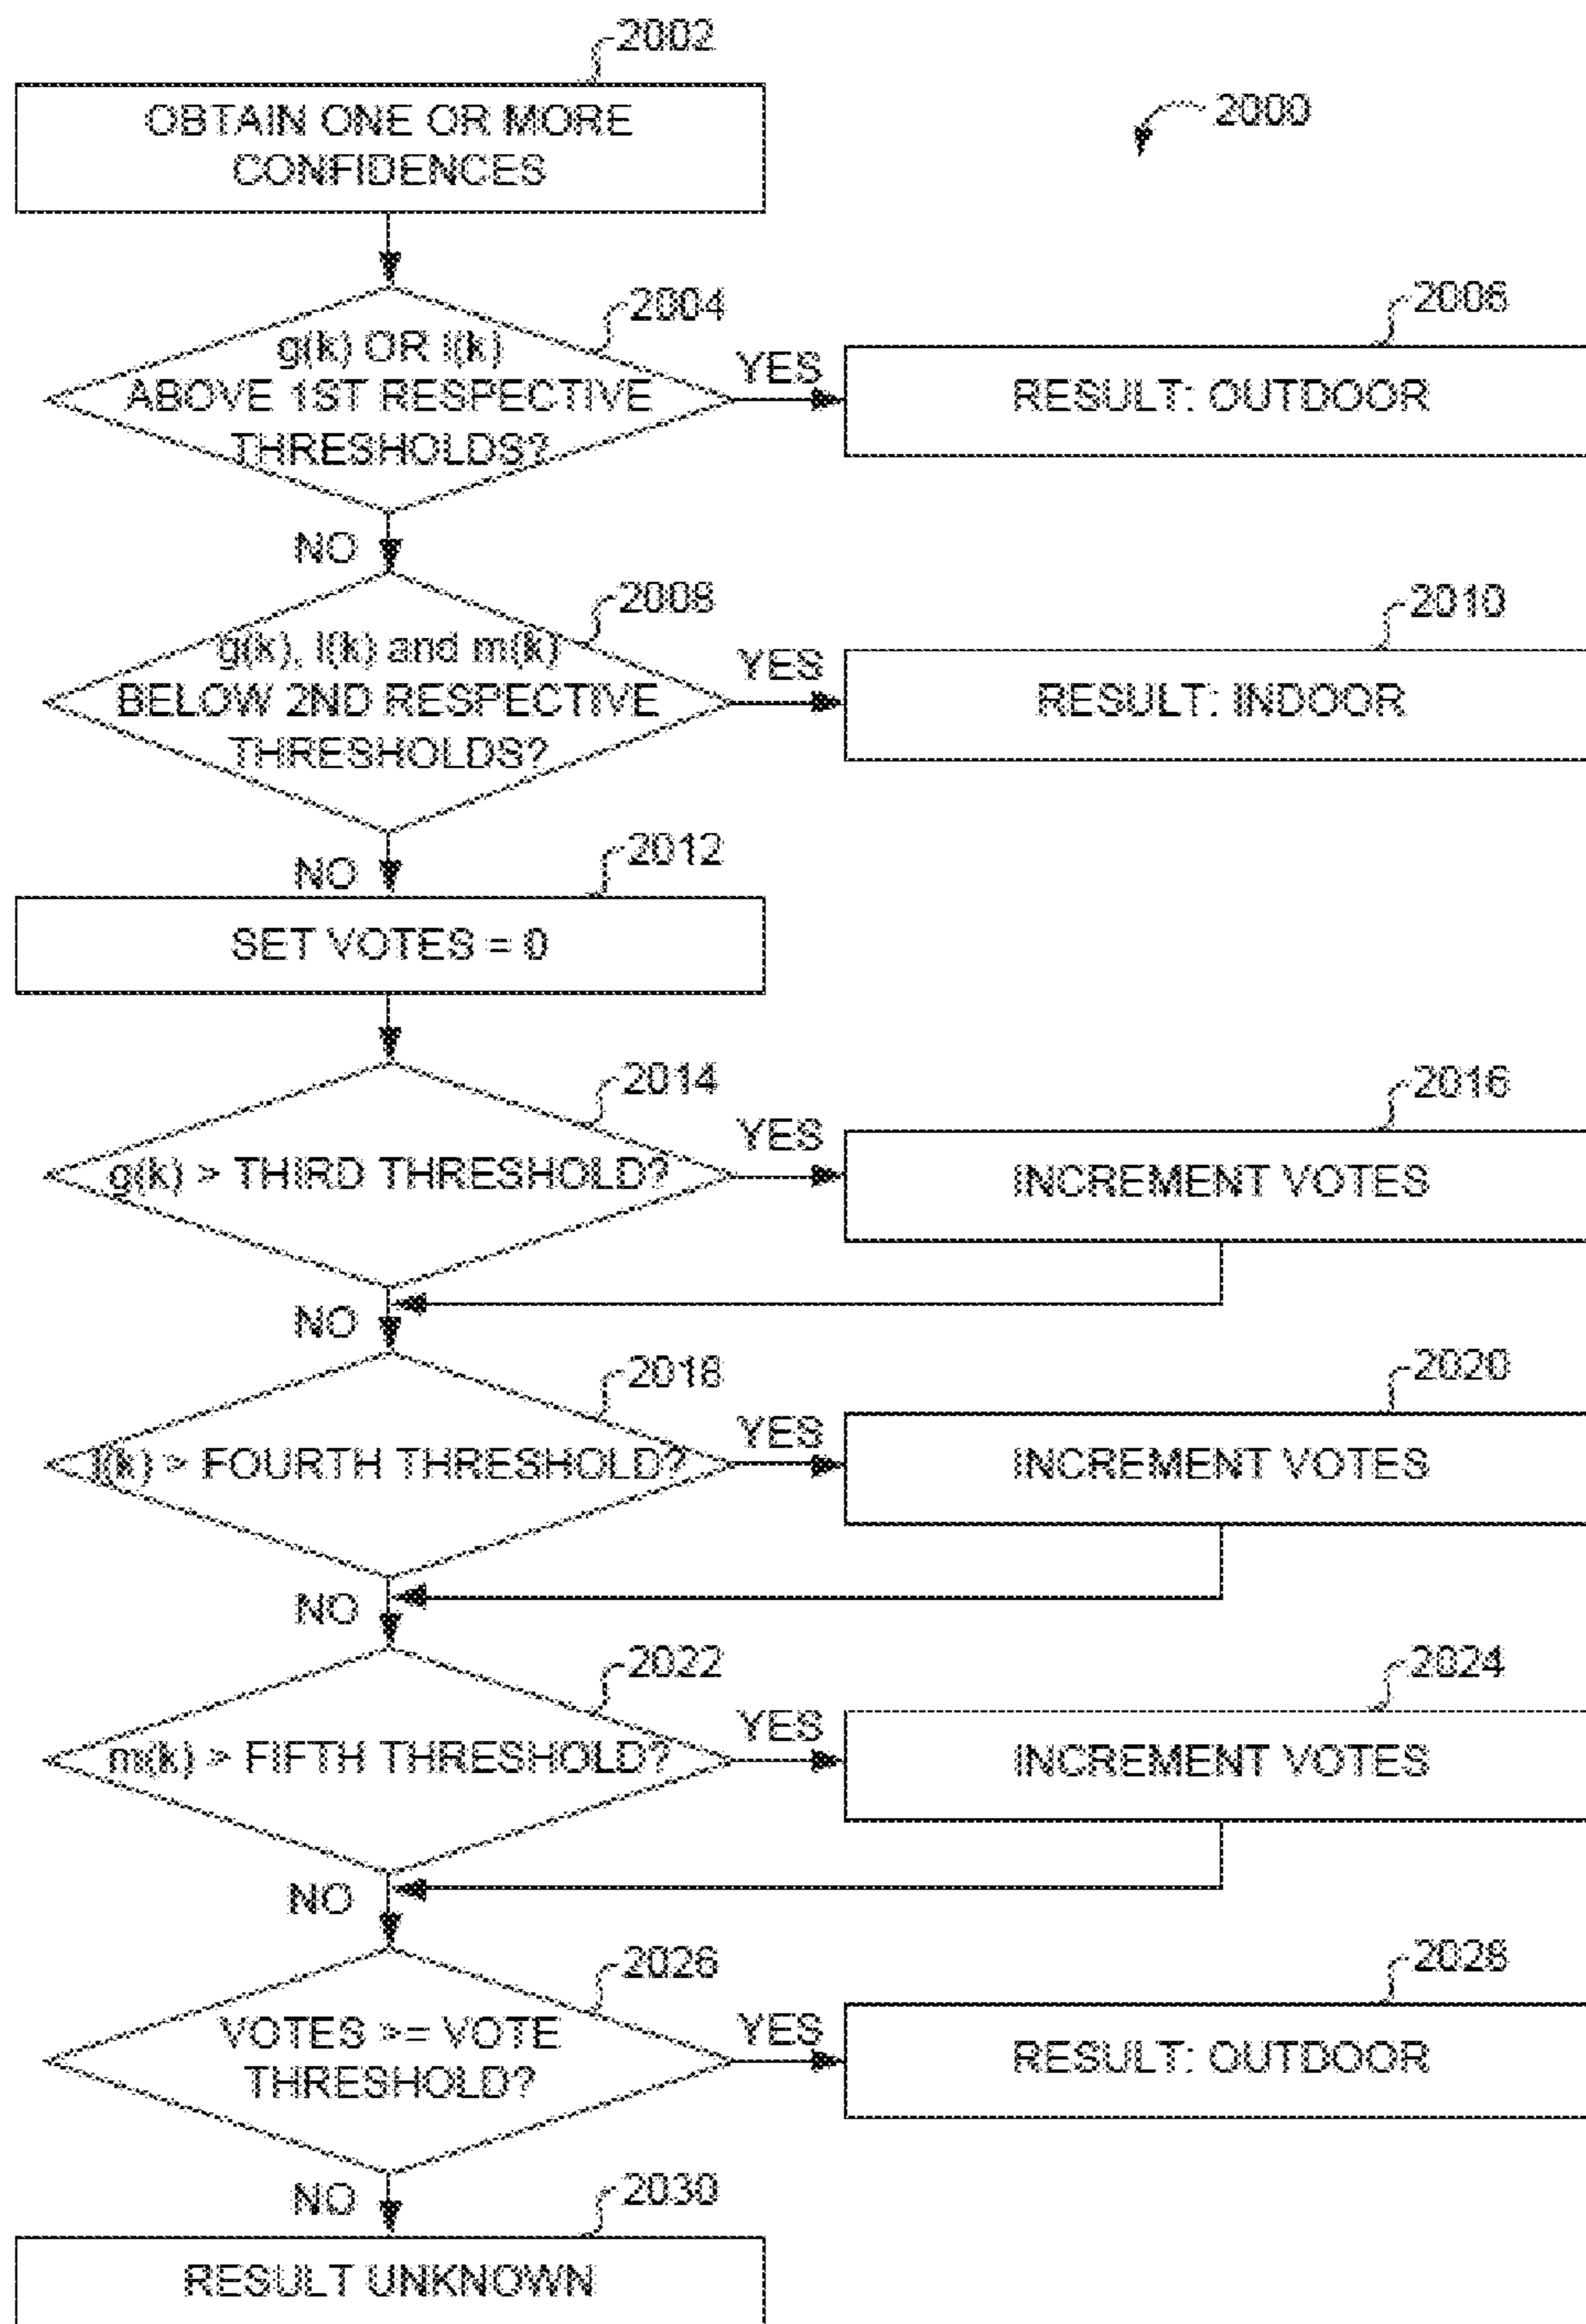 2002
OBTAIN ONE OR MORE
CONFIDENCES
2000
2004
g(k) OR l(k)
ABOVE 1ST RESPECTIVE
THRESHOLDS?
YES
2006
RESULT: OUTDOOR
NO
2008
g(k), l(k) and m(k)
BELOW 2ND RESPECTIVE
THRESHOLDS?
YES
2010
RESULT: INDOOR
NO
2012
SET VOTES = 0
2014
g(k) > THIRD THRESHOLD?
YES
2016
INCREMENT VOTES
NO
2018
l(k) > FOURTH THRESHOLD?
YES
2020
INCREMENT VOTES
NO
2022
m(k) > FIFTH THRESHOLD?
YES
2024
INCREMENT VOTES
NO
2026
VOTES >= VOTE
THRESHOLD?
YES
2028
RESULT: OUTDOOR
NO
2030
RESULT UNKNOWN